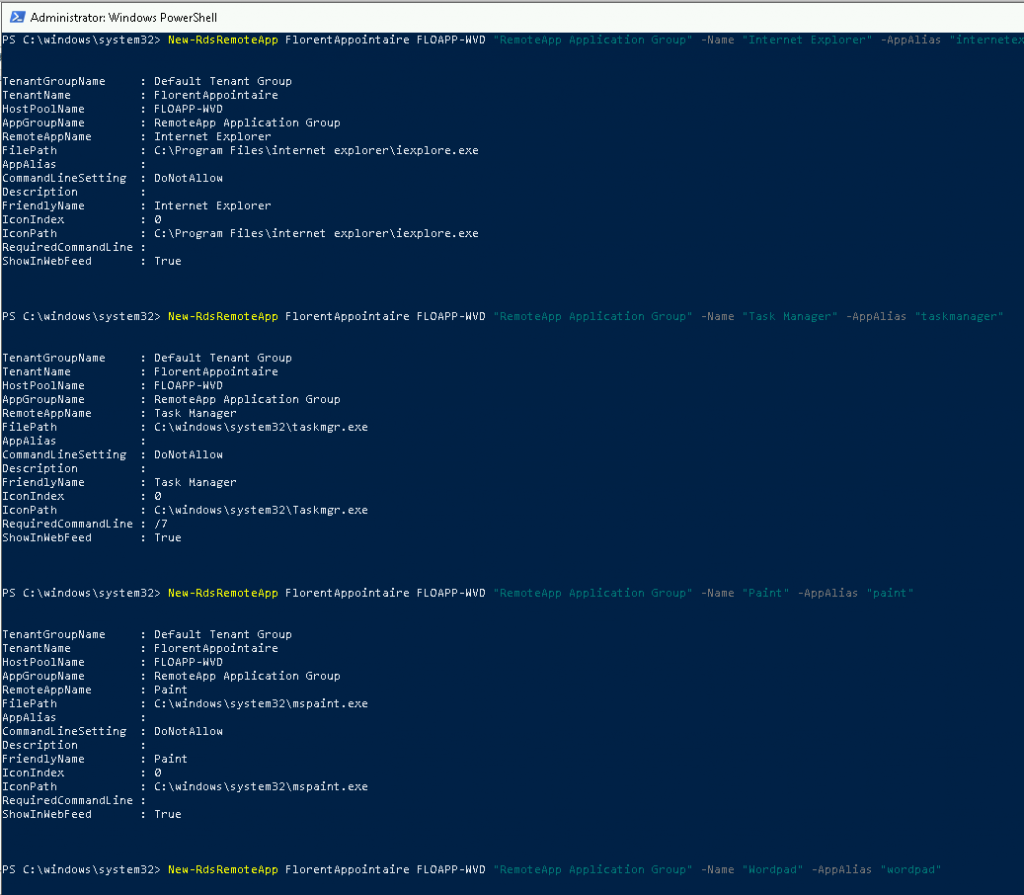 Administrator: Windows PowerShell
PS C:\windows\system32> New-RdsRemoteApp FlorentAppointaire FLOAPP-WVD "RemoteApp Application Group" -Name "Internet Explorer" -AppAlias "internetex
TenantGroupName : Default Tenant Group
TenantName : FlorentAppointaire
HostPoolName : FLOAPP-WVD
AppGroupName : RemoteApp Application Group
RemoteAppName : Internet Explorer
FilePath : C:\Program Files\internet explorer\iexplore.exe
AppAlias :
CommandLineSetting : DoNotAllow
Description :
FriendlyName : Internet Explorer
IconIndex : 0
IconPath : C:\Program Files\internet explorer\iexplore.exe
RequiredCommandLine :
ShowInWebFeed : True
PS C:\windows\system32> New-RdsRemoteApp FlorentAppointaire FLOAPP-WVD "RemoteApp Application Group" -Name "Task Manager" -AppAlias "taskmanager"
TenantGroupName : Default Tenant Group
TenantName : FlorentAppointaire
HostPoolName : FLOAPP-WVD
AppGroupName : RemoteApp Application Group
RemoteAppName : Task Manager
FilePath : C:\windows\system32\taskmgr.exe
AppAlias :
CommandLineSetting : DoNotAllow
Description :
FriendlyName : Task Manager
IconIndex : 0
IconPath : C:\windows\system32\Taskmgr.exe
RequiredCommandLine : /7
ShowInWebFeed : True
PS C:\windows\system32> New-RdsRemoteApp FlorentAppointaire FLOAPP-WVD "RemoteApp Application Group" -Name "Paint" -AppAlias "paint"
TenantGroupName : Default Tenant Group
TenantName : FlorentAppointaire
HostPoolName : FLOAPP-WVD
AppGroupName : RemoteApp Application Group
RemoteAppName : Paint
FilePath : C:\windows\system32\mspaint.exe
AppAlias :
CommandLineSetting : DoNotAllow
Description :
FriendlyName : Paint
IconIndex : 0
IconPath : C:\windows\system32\mspaint.exe
RequiredCommandLine :
ShowInWebFeed : True
PS C:\windows\system32> New-RdsRemoteApp FlorentAppointaire FLOAPP-WVD "RemoteApp Application Group" -Name "Wordpad" -AppAlias "wordpad"